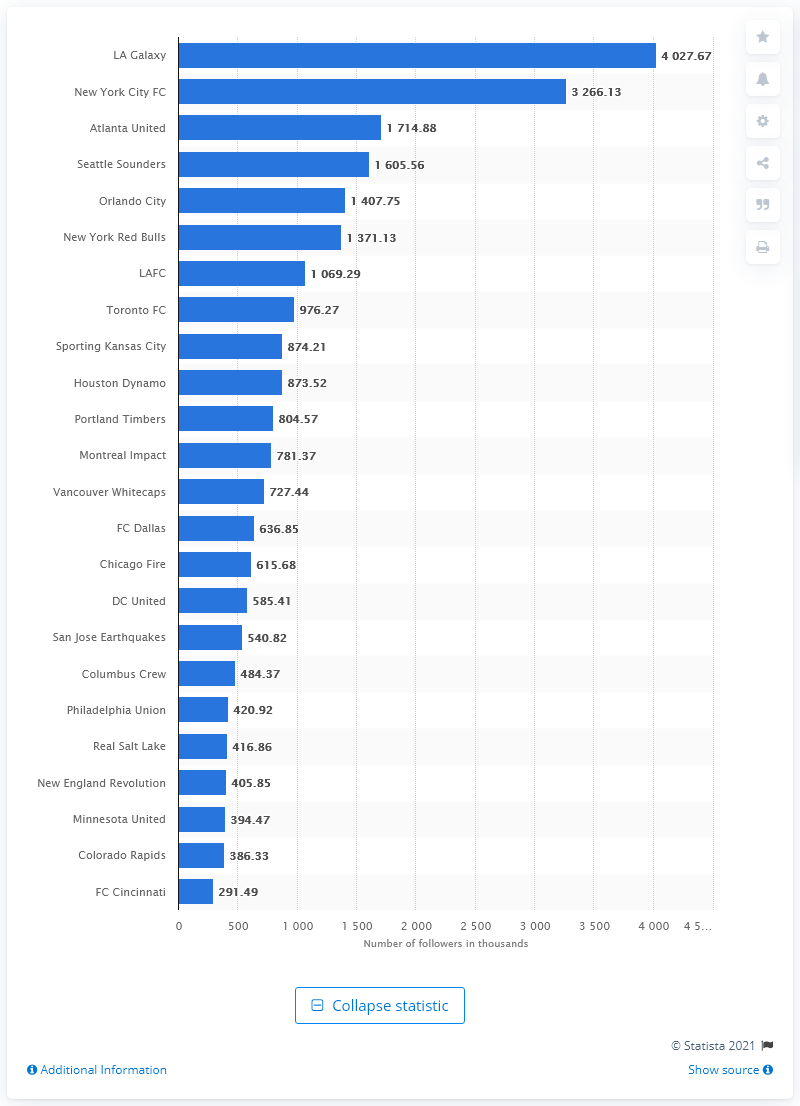 LA Galaxy 4 027.67
New York City FC 3 266.13
Atlanta United 1 714.88
Seattle Sounders 1 605.56
Orlando City 1 407.75
New York Red Bulls 1 371.13
LAFC 1 069.29
Toronto FC 976.27
Sporting Kansas City 874.21
Houston Dynamo 873.52
Portland Timbers 804.57
Montreal Impact 781.37
Vancouver Whitecaps 727.44
FC Dallas 636.85
Chicago Fire 615.68
DC United 585.41
San Jose Earthquakes 540.82
Columbus Crew 484.37
Philadelphia Union 420.92
Real Salt Lake 416.86
New England Revolution 405.85
Minnesota United 394.47
Colorado Rapids 386.33
FC Cincinnati 291.49
0 500 1 000 1 500 2 000 2 500 3 000 3 500 4 000 4 5...
Number of followers in thousands
Collapse statistic
© Statista 2021
Additional Information Show source